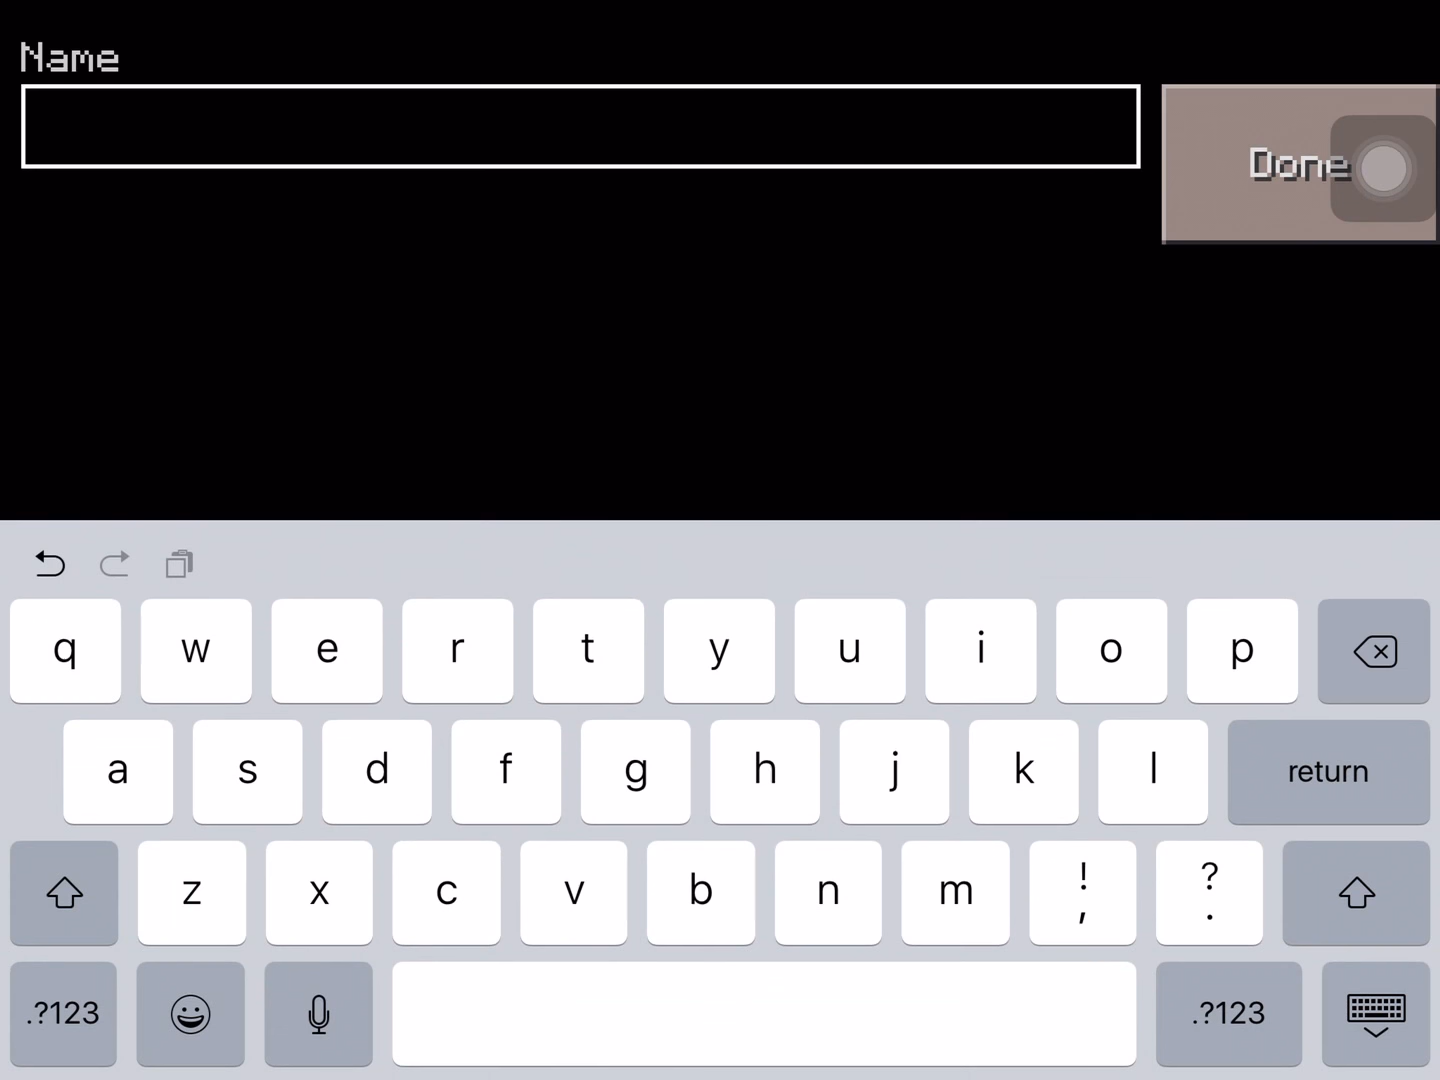 Name
Done
q w e r t y u i o p
a s d f g h j k l return
z x c v b n m ! , ? .
.?123 .?123